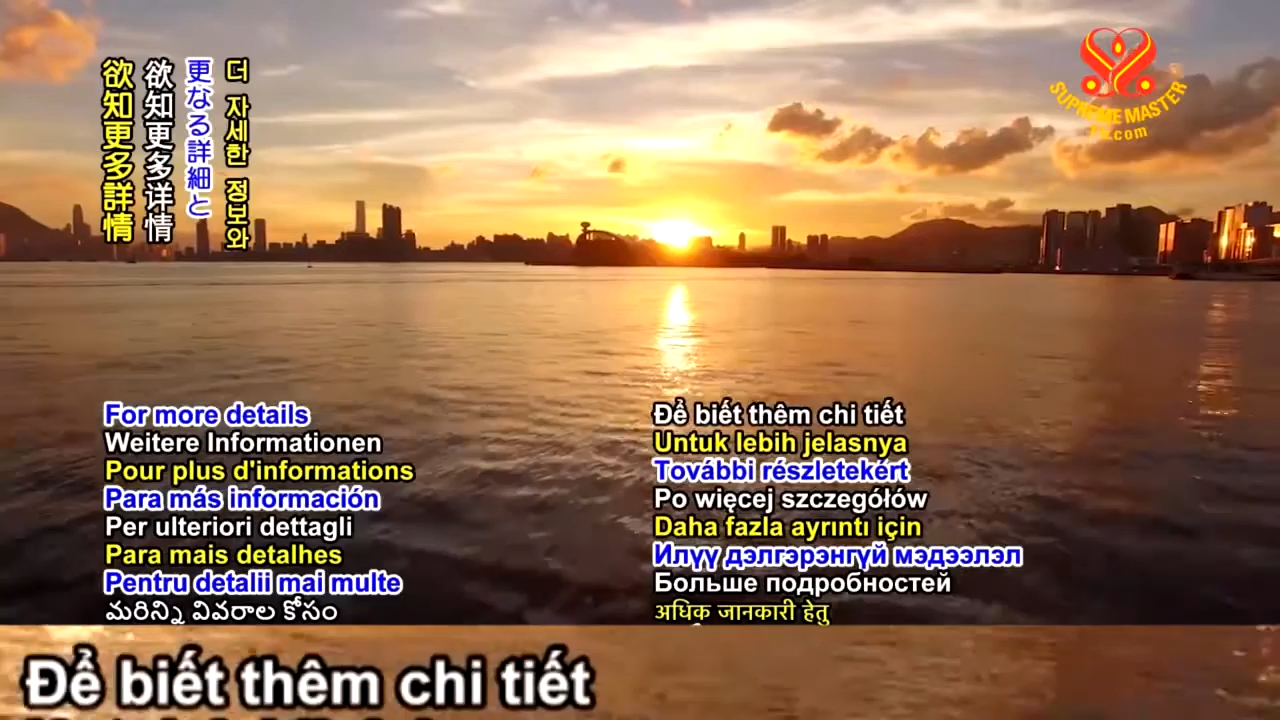 欲知更多詳情
欲知更多详情
更なる詳細と
더 자세한 정보와
SUPREME MASTER
TV.com
For more details
Weitere Informationen
Pour plus d'informations
Para más información
Per ulteriori dettagli
Para mais detalhes
Pentru detalii mai multe
మరిన్ని వివరాల కోసం
Để biết thêm chi tiết
Untuk lebih jelasnya
További részletekért
Po więcej szczegółów
Daha fazla ayrıntı için
Илүү дэлгэрэнгүй мэдээлэл
Больше подробностей
अधिक जानकारी हेतु
Để biết thêm chi tiết